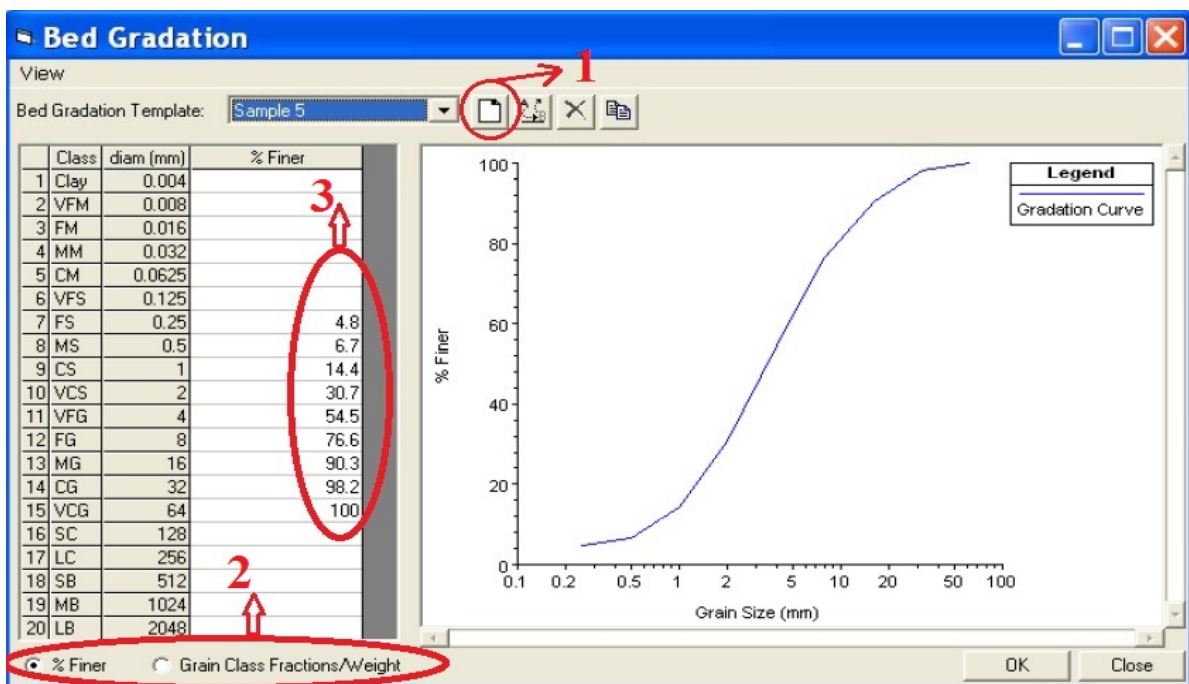 Bed Gradation
View
1
Bed Gradation Template: Sample 5
Class diam (mm) % Finer
1 Clay 0.004
2 VFM 0.008
3 FM 0.016
4 MM 0.032
5 CM 0.0625
6 VFS 0.125
7 FS 0.25 4.8
8 MS 0.5 6.7
9 CS 1 14.4
10 VCS 2 30.7
11 VFG 4 54.5
12 FG 8 76.6
13 MG 16 90.3
14 CG 32 98.2
15 VCG 64 100
16 SC 128
17 LC 256
18 SB 512
19 MB 1024
20 LB 2048
3
2
% Finer Grain Class Fractions/Weight
100
80
60
40
20
0
% Finer
0.1 0.2 0.5 1 2 5 10 20 50 100
Grain Size (mm)
Legend
Gradation Curve
OK Close